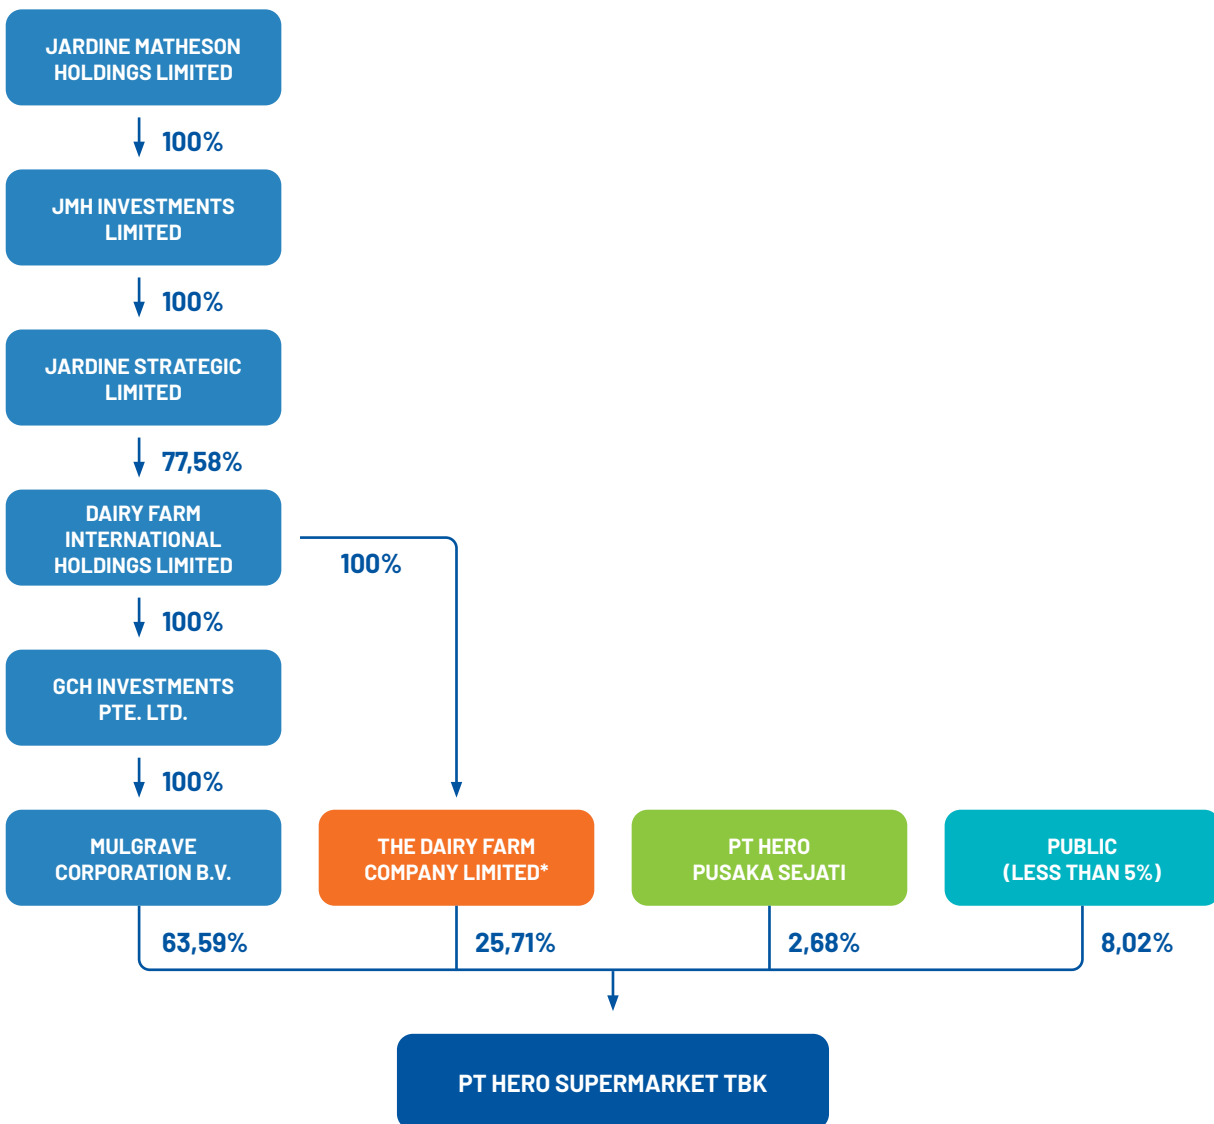 JARDINE MATHESON
HOLDINGS LIMITED
100%
JMH INVESTMENTS
LIMITED
100%
JARDINE STRATEGIC
LIMITED
77,58%
DAIRY FARM
INTERNATIONAL
HOLDINGS LIMITED
100%
100%
GCH INVESTMENTS
PTE. LTD.
100%
MULGRAVE
CORPORATION B.V.
THE DAIRY FARM
COMPANY LIMITED*
PT HERO
PUSAKA SEJATI
PUBLIC
(LESS THAN 5%)
63,59%
25,71%
2,68%
8,02%
PT HERO SUPERMARKET TBK